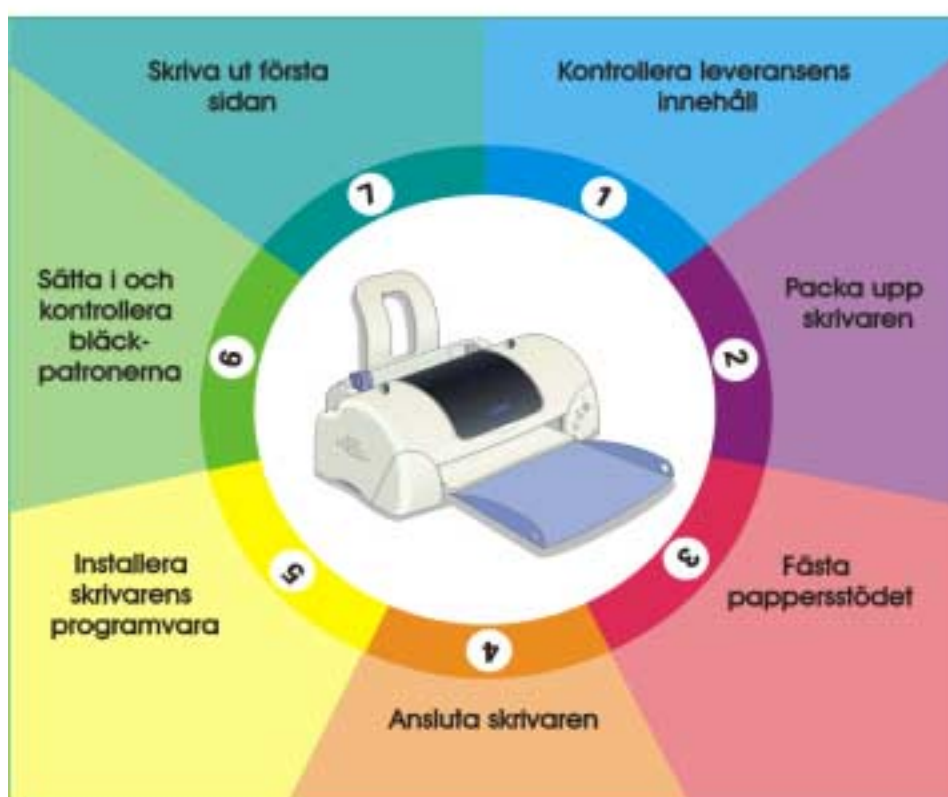 Kontrollera leveransens
innehåll
1
Packa upp
skrivaren
2
Fästa
pappersstödet
3
Ansluta skrivaren
4
Installera
skrivarens
programvara
5
Sätta i och
kontrollera
bläck-
patronerna
6
Skriva ut första
sidan
7